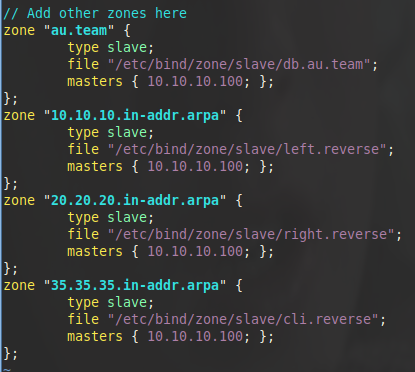 // Add other zones here
zone "au.team" {
type slave;
file "/etc/bind/zone/slave/db.au.team";
masters { 10.10.10.100; };
};
zone "10.10.10.in-addr.arpa" {
type slave;
file "/etc/bind/zone/slave/left.reverse";
masters { 10.10.10.100; };
};
zone "20.20.20.in-addr.arpa" {
type slave;
file "/etc/bind/zone/slave/right.reverse";
masters { 10.10.10.100; };
};
zone "35.35.35.in-addr.arpa" {
type slave;
file "/etc/bind/zone/slave/cli.reverse";
masters { 10.10.10.100; };
};
~